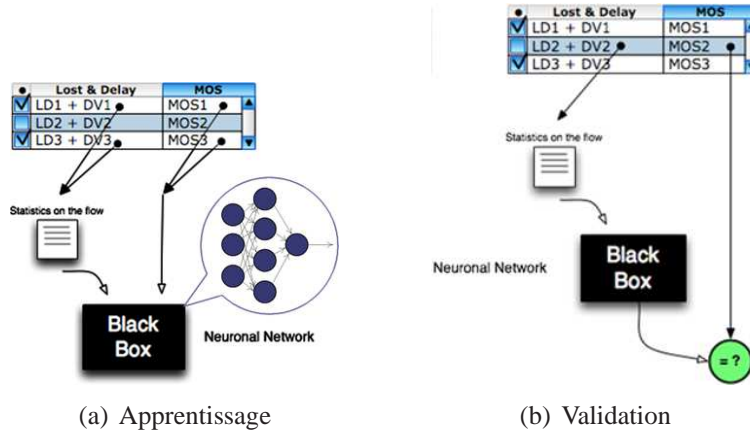 Lost & Delay MOS
LD1 + DV1 MOS1
LD2 + DV2 MOS2
LD3 + DV3 MOS3
Statistics on the flow
Black
Box
Neuronal Network
(a) Apprentissage
Lost & Delay MOS
LD1 + DV1 MOS1
LD2 + DV2 MOS2
LD3 + DV3 MOS3
Statistics on the flow
Neuronal Network
Black
Box
= ?
(b) Validation